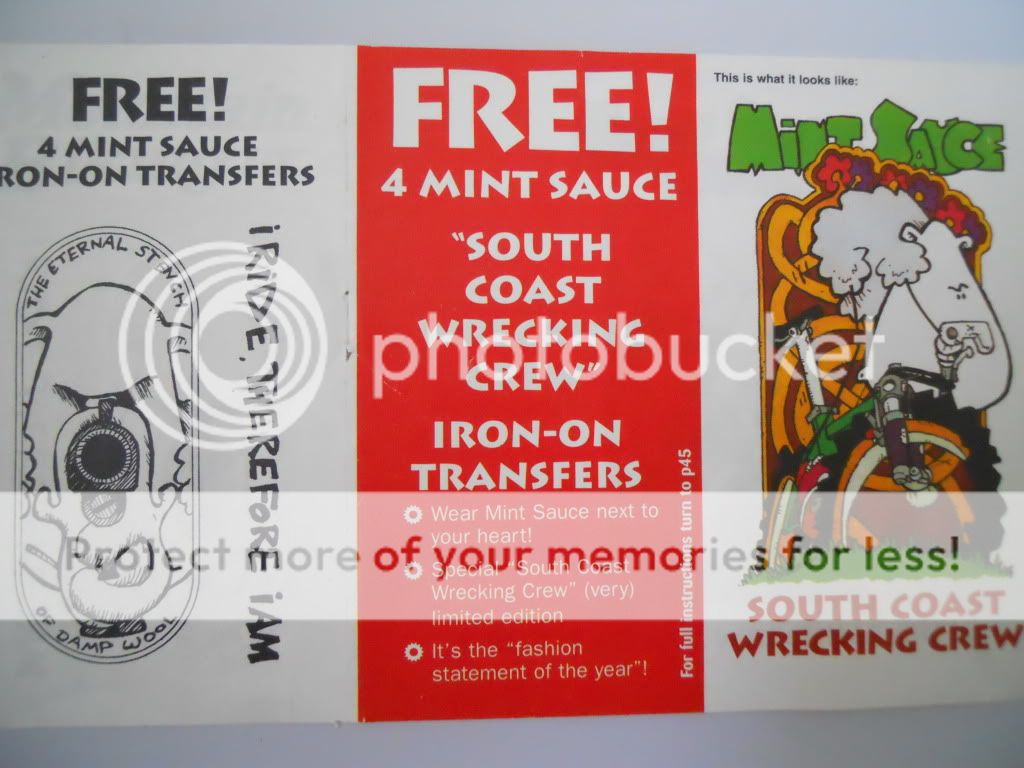 FREE!
4 MINT SAUCE
RON-ON TRANSFERS
THE ETERNAL STENCH
OF DAMP WOOL
i RIDE, THEREFORE iAM
FREE!
4 MINT SAUCE
"SOUTH
COAST
WRECKING
CREW"
IRON-ON
TRANSFERS
Wear Mint Sauce next to
your heart!
Special "South Coast
Wrecking Crew" (very)
limited edition
It's the "fashion
statement of the year"!
For full instructions turn to p45
This is what it looks like:
MiNT SAUCE
SOUTH COAST
WRECKING CREW
photobucket
Protect more of your memories for less!